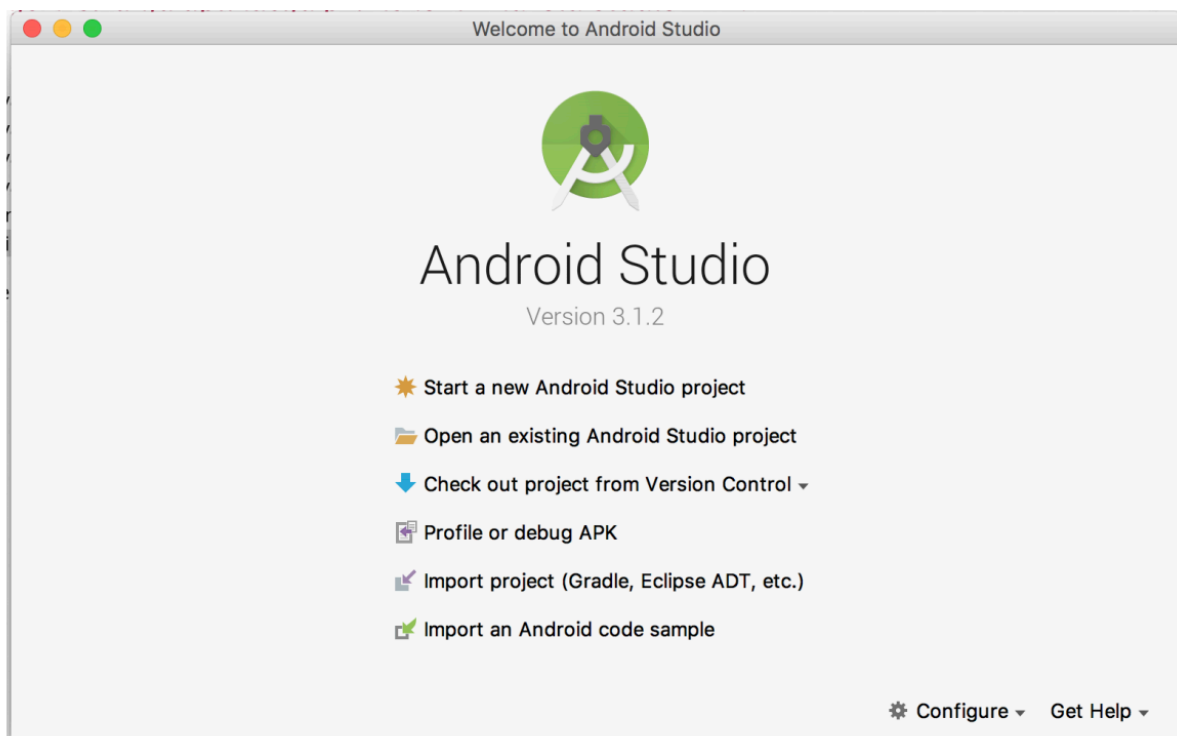 Welcome to Android Studio
Android Studio
Version 3.1.2
Start a new Android Studio project
Open an existing Android Studio project
Check out project from Version Control
Profile or debug APK
Import project (Gradle, Eclipse ADT, etc.)
Import an Android code sample
Configure
Get Help